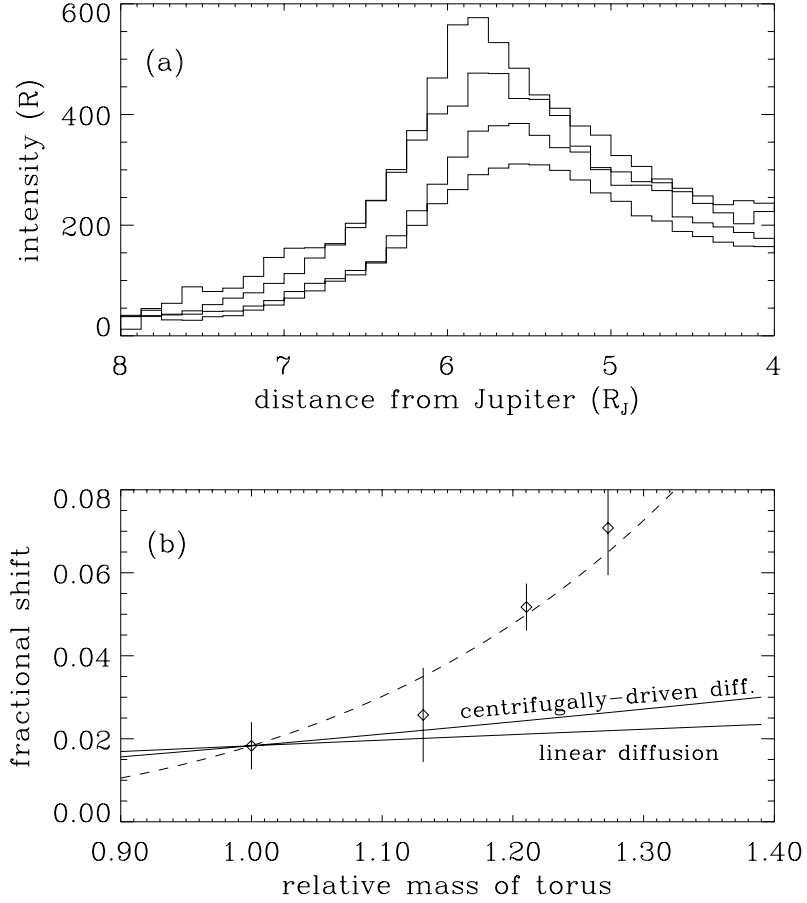 600
(a)
400
200
0
intensity (R)
8 7 6 5 4
distance from Jupiter (R_J)
0.08
(b)
0.06
0.04
0.02
0.00
fractional shift
centrifugally-driven diff.
linear diffusion
0.90 1.00 1.10 1.20 1.30 1.40
relative mass of torus